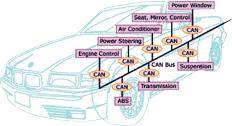 Power Window
Seat, Mirror, Control
Air Conditioner
Power Steering
Engine Control
CAN
CAN
CAN
CAN
CAN
CAN Bus
CAN
CAN
CAN
Suspension
Transmission
ABS